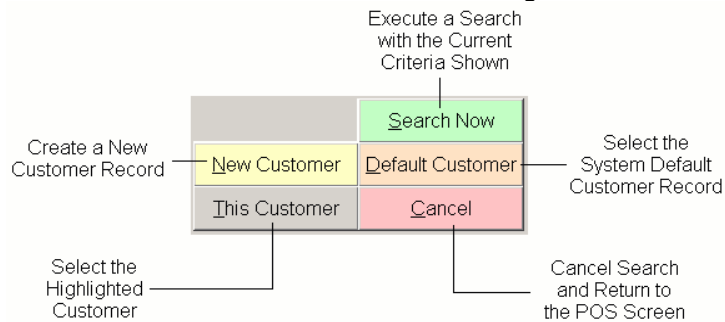 Execute a Search
with the Current
Criteria Shown
Search Now
Create a New
Customer Record
New Customer
Default Customer
Select the
System Default
Customer Record
This Customer
Cancel
Select the
Highlighted
Customer
Cancel Search
and Return to
the POS Screen